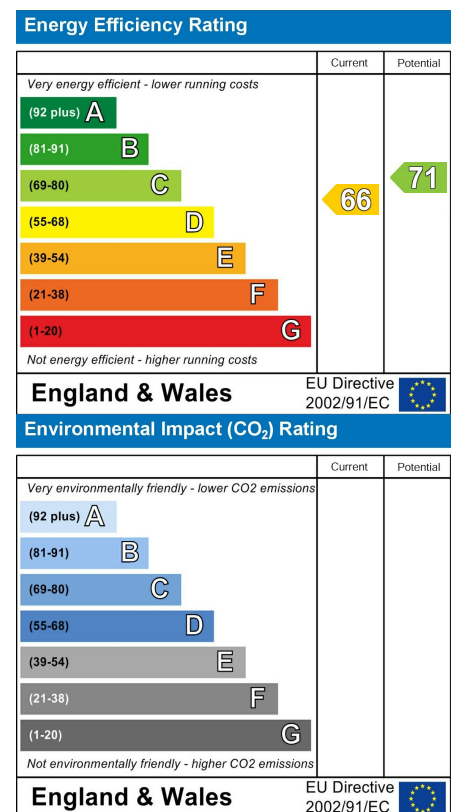 Energy Efficiency Rating
Current Potential
Very energy efficient - lower running costs
(92 plus) A
(81-91) B
(69-80) C
(55-68) D
(39-54) E
(21-38) F
(1-20) G
66
71
Not energy efficient - higher running costs
England & Wales
EU Directive
2002/91/EC
Environmental Impact (CO₂) Rating
Current Potential
Very environmentally friendly - lower CO2 emissions
(92 plus) A
(81-91) B
(69-80) C
(55-68) D
(39-54) E
(21-38) F
(1-20) G
Not environmentally friendly - higher CO2 emissions
England & Wales
EU Directive
2002/91/EC